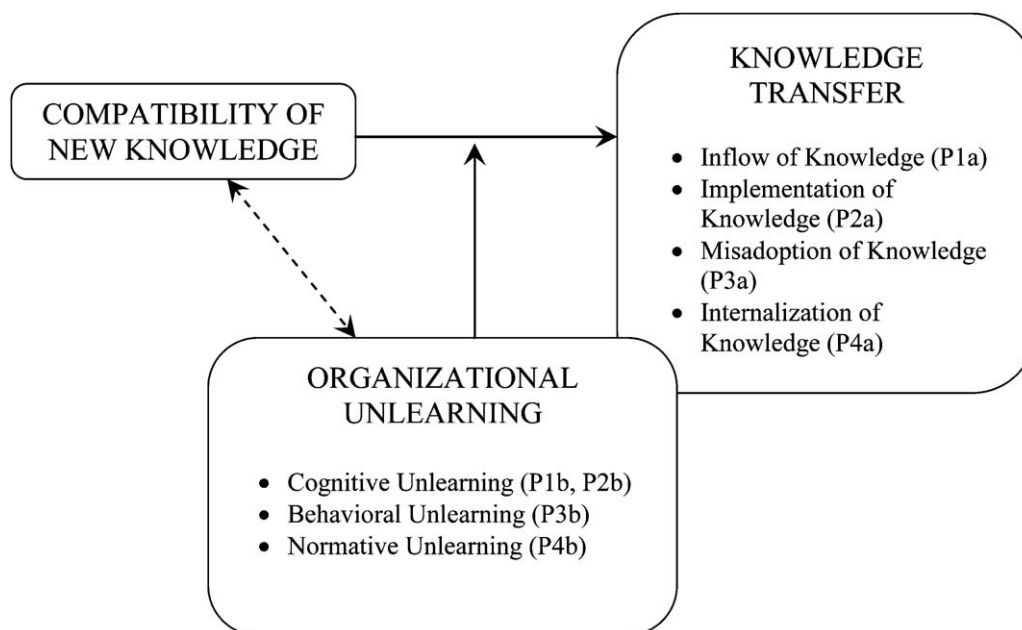 COMPATIBILITY OF
NEW KNOWLEDGE
KNOWLEDGE
TRANSFER
• Inflow of Knowledge (P1a)
• Implementation of
Knowledge (P2a)
• Misadoption of Knowledge
(P3a)
• Internalization of
Knowledge (P4a)
ORGANIZATIONAL
UNLEARNING
• Cognitive Unlearning (P1b, P2b)
• Behavioral Unlearning (P3b)
• Normative Unlearning (P4b)